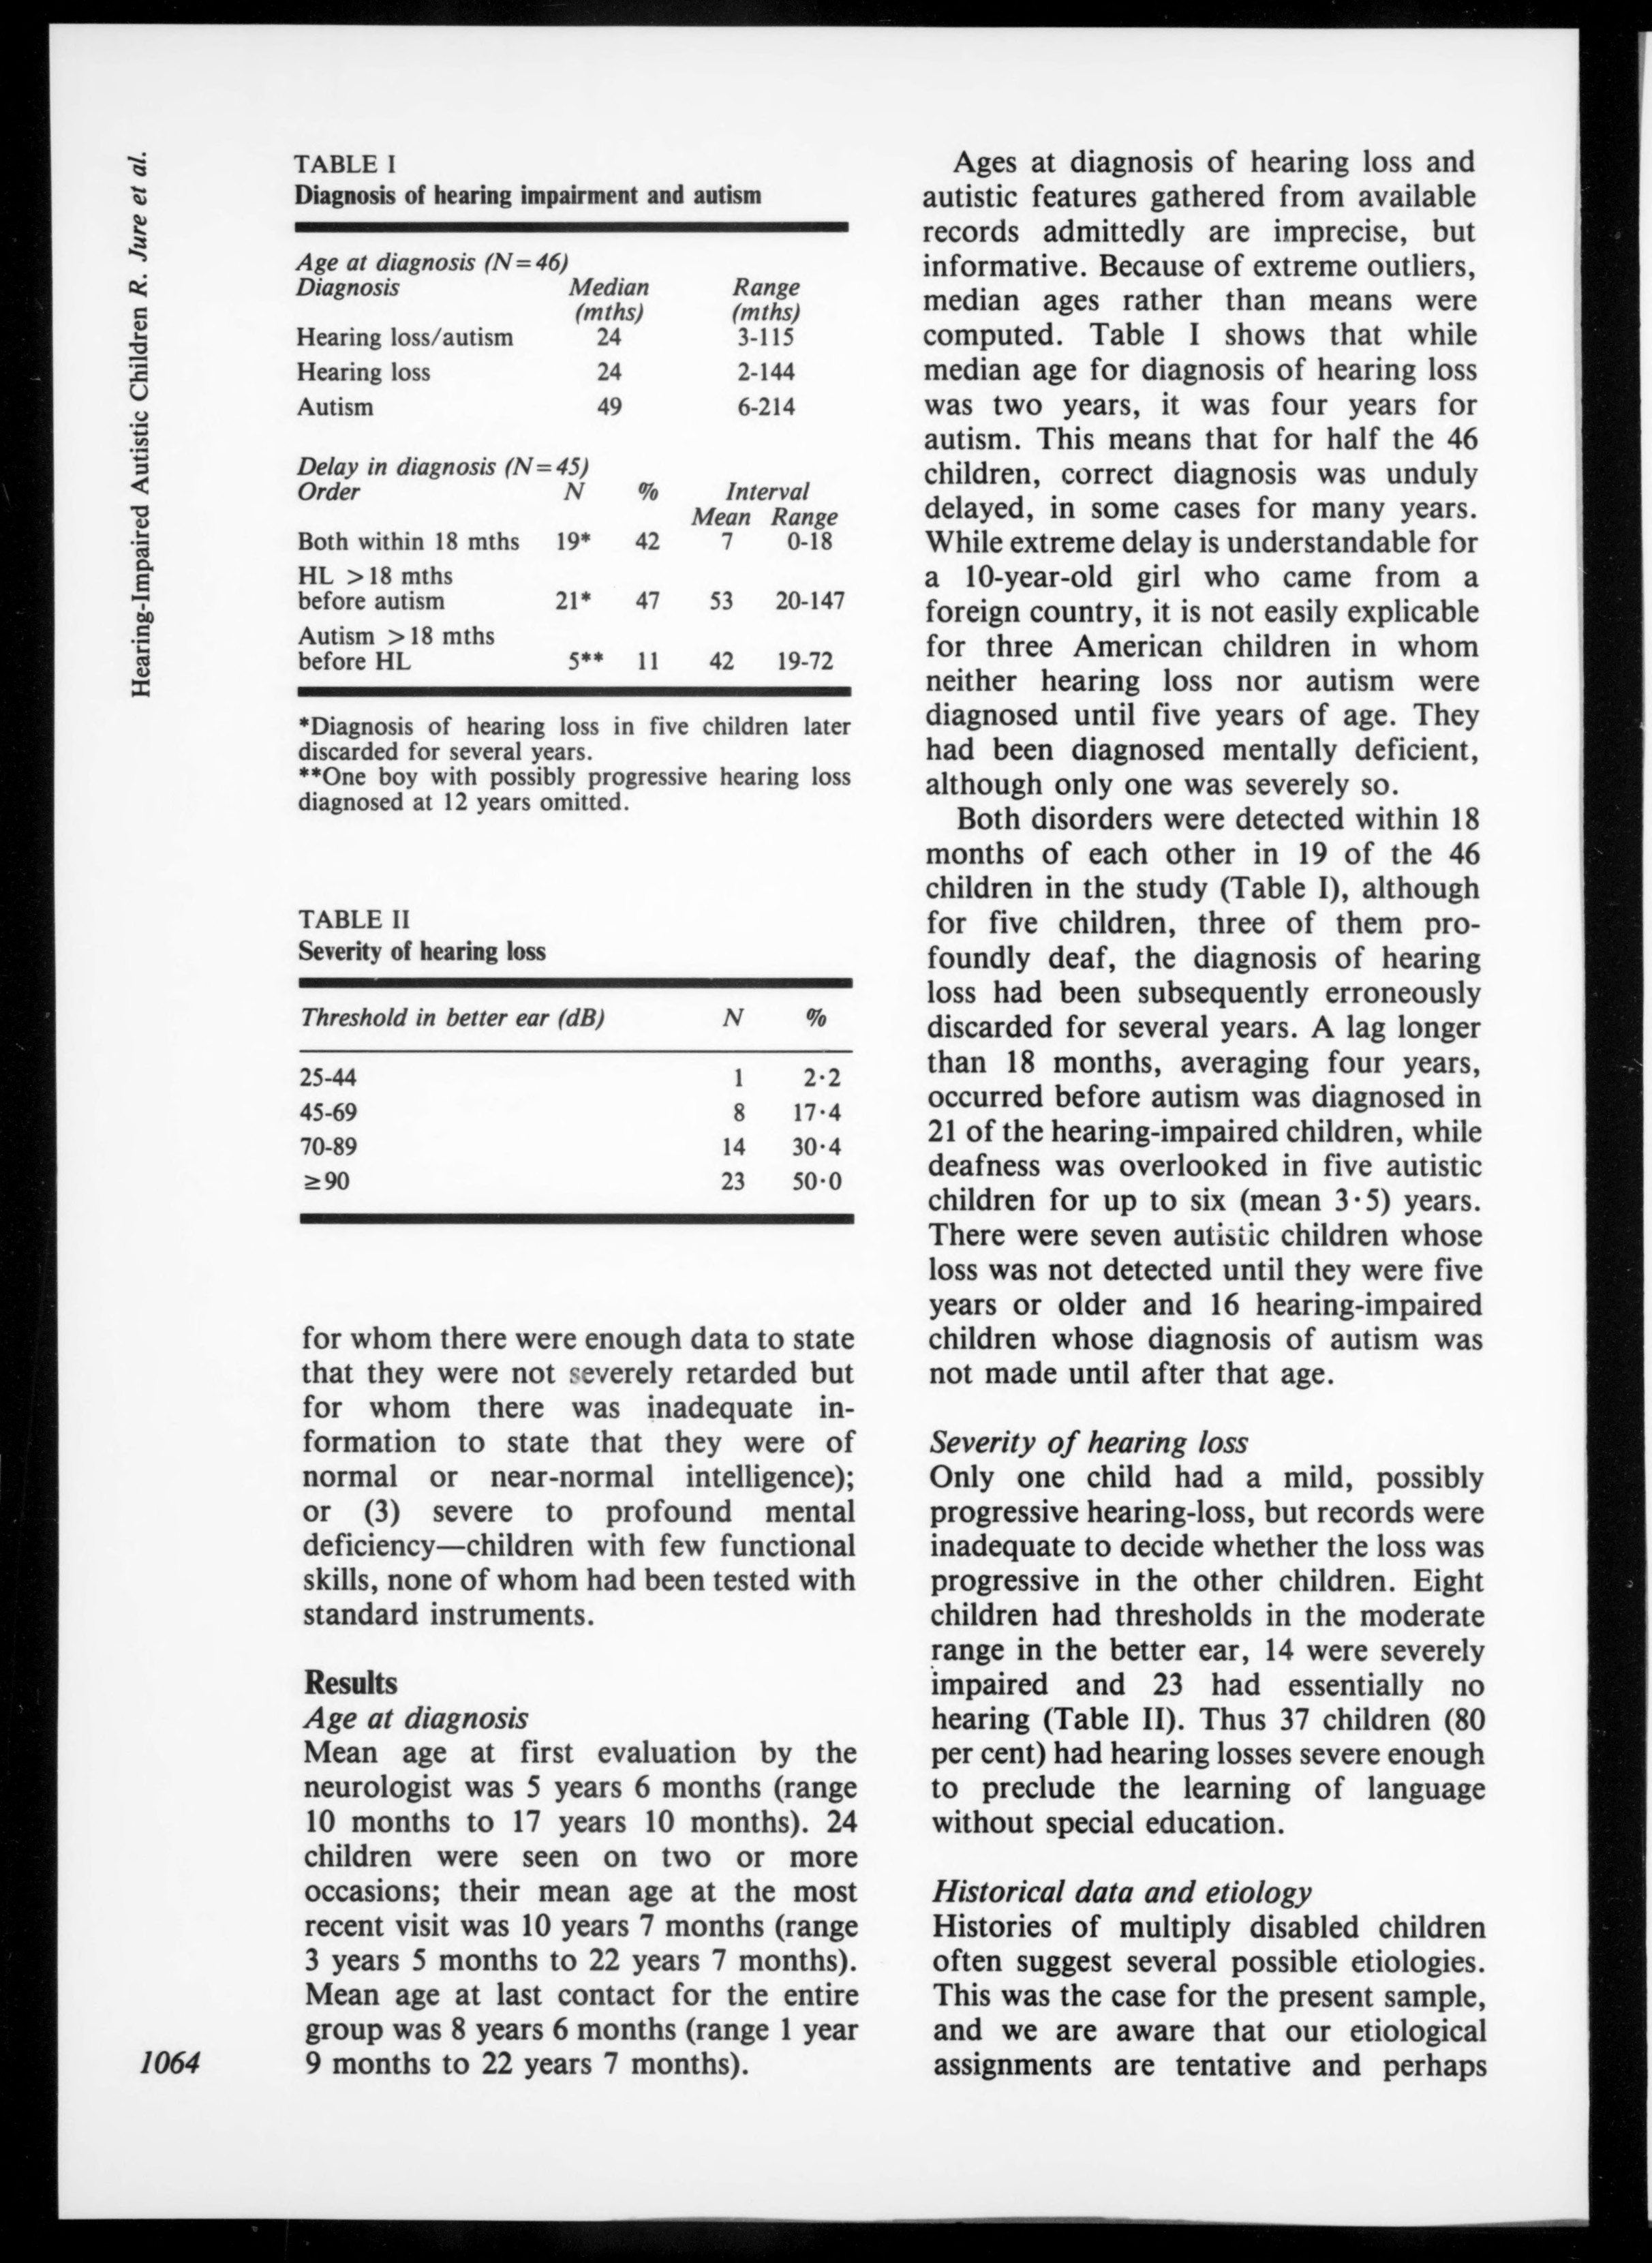 Hearing-Impaired Autistic Children R. Jure et al.
TABLE I
Diagnosis of hearing impairment and autism
Age at diagnosis (N=46)
Diagnosis Median Range
(mths) (mths)
Hearing loss/autism 24 3-115
Hearing loss 24 2-144
Autism 49 6-214
Delay in diagnosis (N=45)
Order N % Interval
Mean Range
Both within 18 mths 19* 42 7 0-18
HL >18 mths
before autism 21* 47 53 20-147
Autism >18 mths
before HL 5** 11 42 19-72
*Diagnosis of hearing loss in five children later
discarded for several years.
**One boy with possibly progressive hearing loss
diagnosed at 12 years omitted.
TABLE II
Severity of hearing loss
Threshold in better ear (dB) N %
25-44 1 2·2
45-69 8 17·4
70-89 14 30·4
≥90 23 50·0
for whom there were enough data to state
that they were not severely retarded but
for whom there was inadequate in-
formation to state that they were of
normal or near-normal intelligence);
or (3) severe to profound mental
deficiency—children with few functional
skills, none of whom had been tested with
standard instruments.
Results
Age at diagnosis
Mean age at first evaluation by the
neurologist was 5 years 6 months (range
10 months to 17 years 10 months). 24
children were seen on two or more
occasions; their mean age at the most
recent visit was 10 years 7 months (range
3 years 5 months to 22 years 7 months).
Mean age at last contact for the entire
group was 8 years 6 months (range 1 year
9 months to 22 years 7 months).
1064
Ages at diagnosis of hearing loss and
autistic features gathered from available
records admittedly are imprecise, but
informative. Because of extreme outliers,
median ages rather than means were
computed. Table I shows that while
median age for diagnosis of hearing loss
was two years, it was four years for
autism. This means that for half the 46
children, correct diagnosis was unduly
delayed, in some cases for many years.
While extreme delay is understandable for
a 10-year-old girl who came from a
foreign country, it is not easily explicable
for three American children in whom
neither hearing loss nor autism were
diagnosed until five years of age. They
had been diagnosed mentally deficient,
although only one was severely so.
Both disorders were detected within 18
months of each other in 19 of the 46
children in the study (Table I), although
for five children, three of them pro-
foundly deaf, the diagnosis of hearing
loss had been subsequently erroneously
discarded for several years. A lag longer
than 18 months, averaging four years,
occurred before autism was diagnosed in
21 of the hearing-impaired children, while
deafness was overlooked in five autistic
children for up to six (mean 3·5) years.
There were seven autistic children whose
loss was not detected until they were five
years or older and 16 hearing-impaired
children whose diagnosis of autism was
not made until after that age.
Severity of hearing loss
Only one child had a mild, possibly
progressive hearing-loss, but records were
inadequate to decide whether the loss was
progressive in the other children. Eight
children had thresholds in the moderate
range in the better ear, 14 were severely
impaired and 23 had essentially no
hearing (Table II). Thus 37 children (80
per cent) had hearing losses severe enough
to preclude the learning of language
without special education.
Historical data and etiology
Histories of multiply disabled children
often suggest several possible etiologies.
This was the case for the present sample,
and we are aware that our etiological
assignments are tentative and perhaps